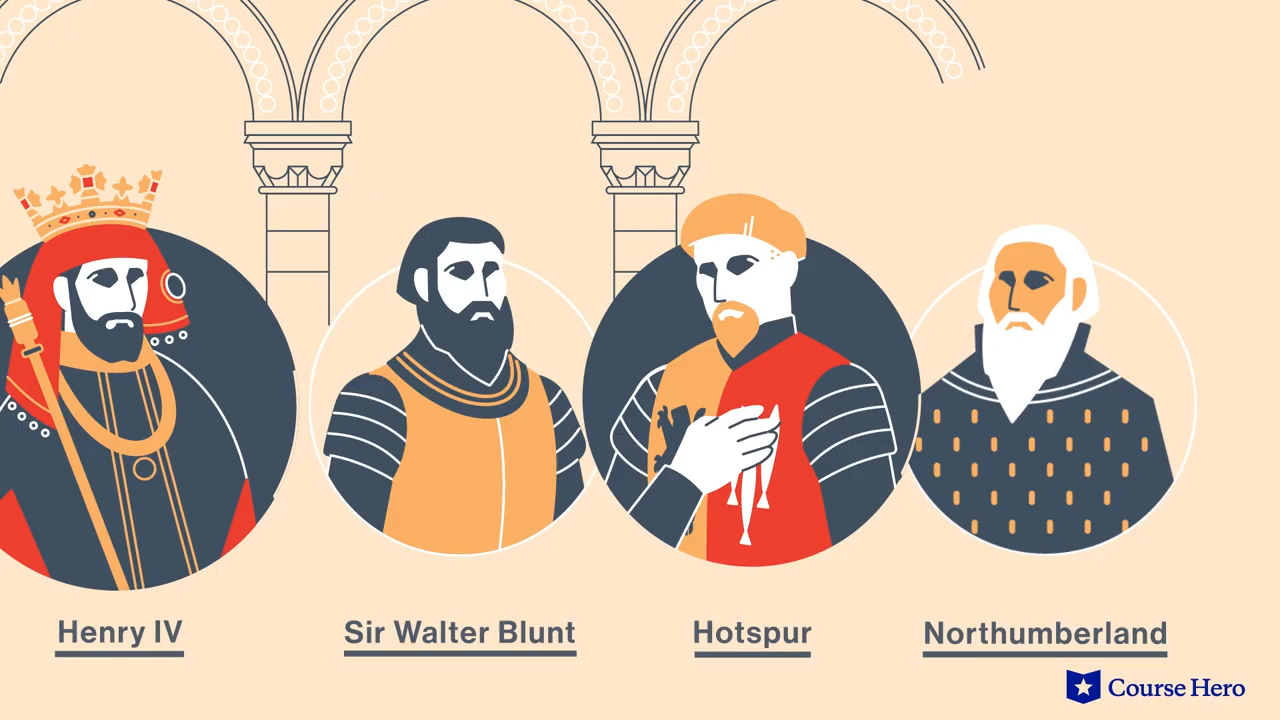 Henry IV
Sir Walter Blunt
Hotspur
Northumberland
Course Hero